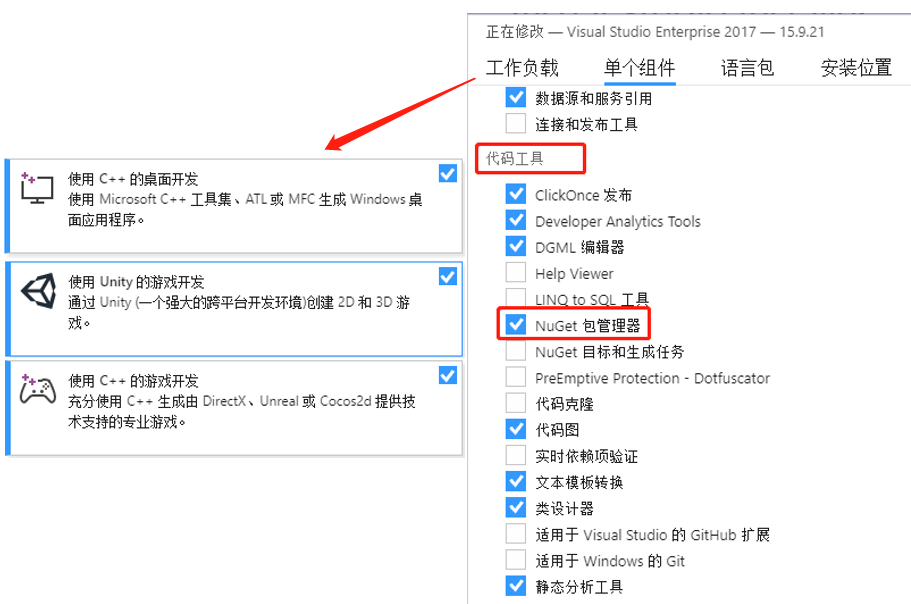 正在修改 — Visual Studio Enterprise 2017 — 15.9.21
工作负载 单个组件 语言包 安装位置
数据源和服务引用
连接和发布工具
代码工具
ClickOnce 发布
Developer Analytics Tools
DGML 编辑器
Help Viewer
LINQ to SQL 工具
NuGet 包管理器
NuGet 目标和生成任务
PreEmptive Protection - Dotfuscator
代码克隆
代码图
实时依赖项验证
文本模板转换
类设计器
适用于 Visual Studio 的 GitHub 扩展
适用于 Windows 的 Git
静态分析工具
使用 C++ 的桌面开发
使用 Microsoft C++ 工具集、ATL 或 MFC 生成 Windows 桌
面应用程序。
使用 Unity 的游戏开发
通过 Unity (一个强大的跨平台开发环境)创建 2D 和 3D 游
戏。
使用 C++ 的游戏开发
充分使用 C++ 生成由 DirectX、Unreal 或 Cocos2d 提供技
术支持的专业游戏。